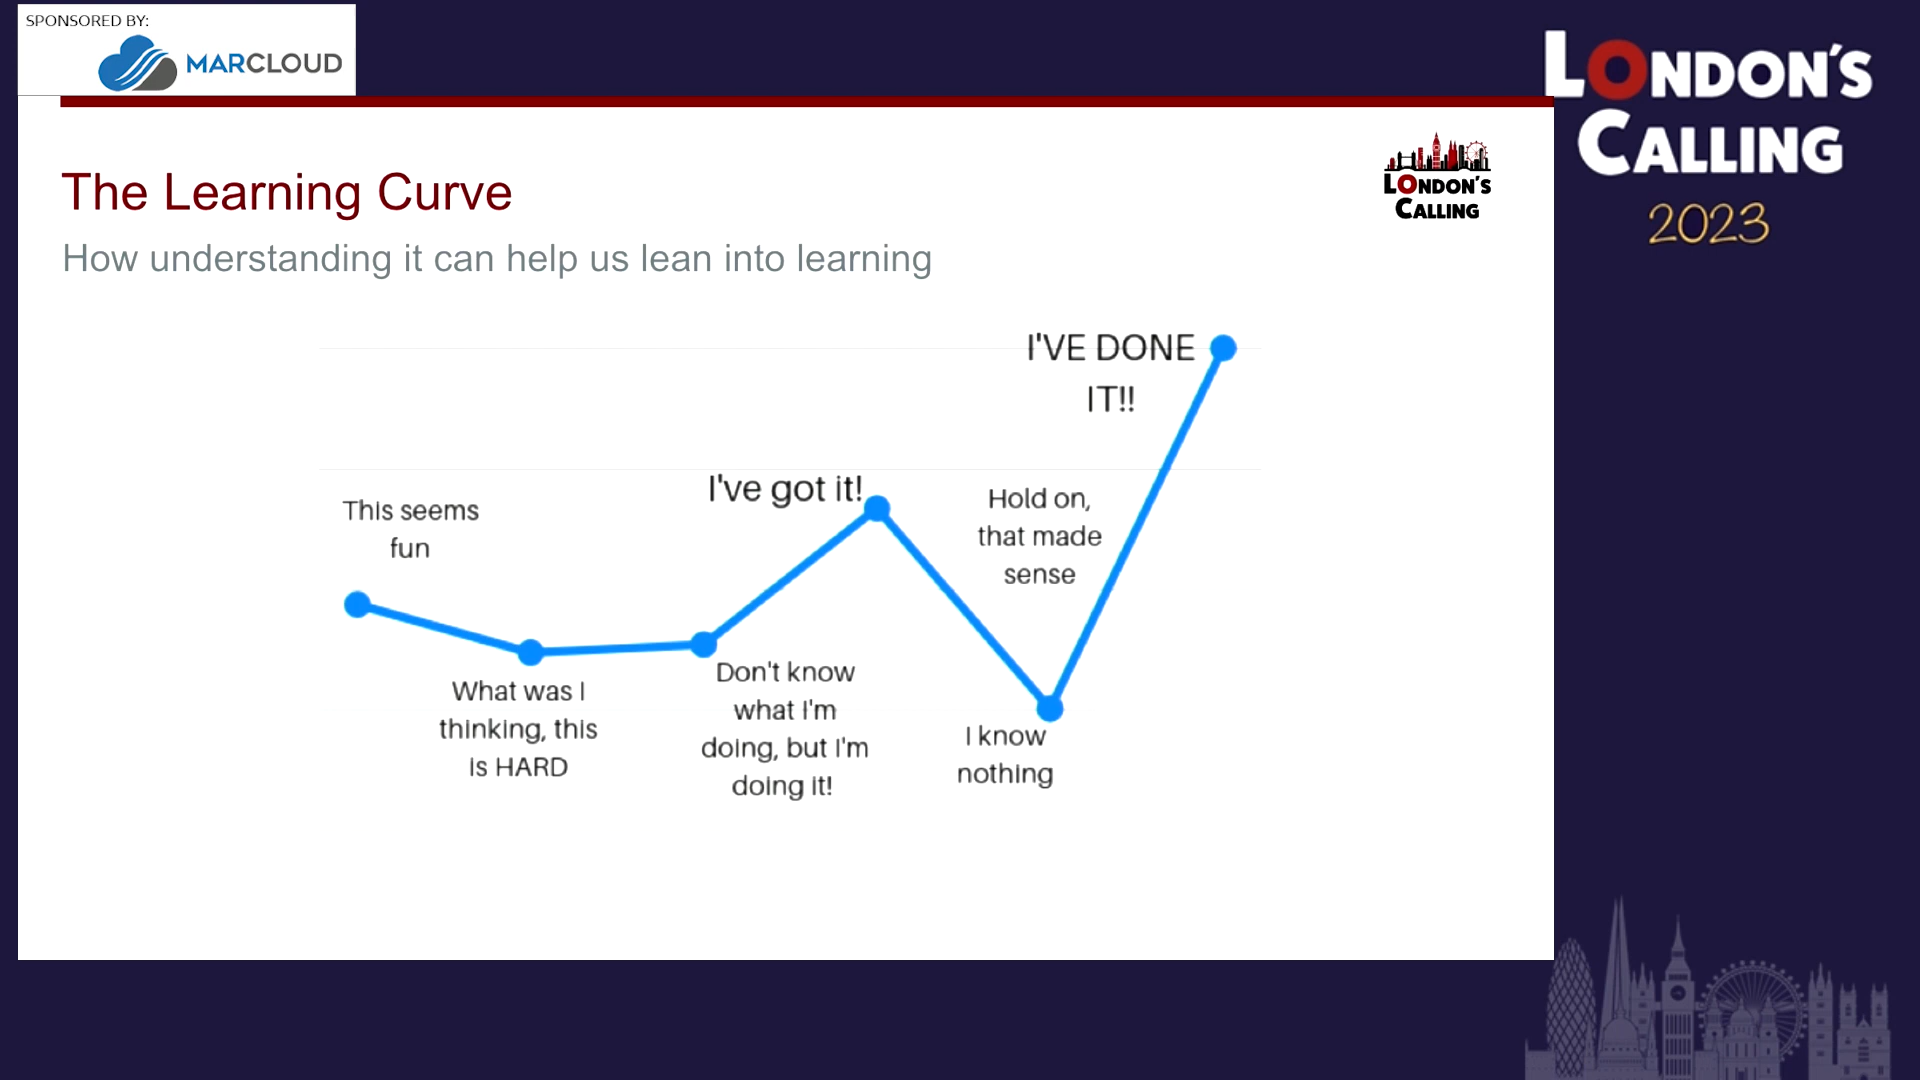 SPONSORED BY:
MARCLOUD
LONDON'S
CALLING
2023
The Learning Curve
How understanding it can help us lean into learning
LONDON'S
CALLING
This seems
fun
What was I
thinking, this
is HARD
Don't know
what I'm
doing, but I'm
doing it!
I've got it!
I know
nothing
Hold on,
that made
sense
I'VE DONE
IT!!